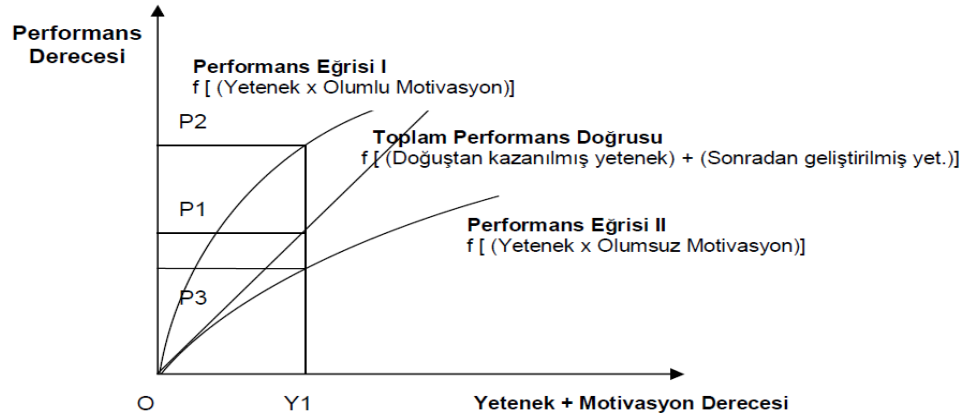 Performans
Derecesi
Performans Eğrisi I
f [ (Yetenek x Olumlu Motivasyon)]
P2
Toplam Performans Doğrusu
f [ (Doğuştan kazanılmış yetenek) + (Sonradan geliştirilmiş yet.)]
P1
Performans Eğrisi II
f [ (Yetenek x Olumsuz Motivasyon)]
P3
O
Y1
Yetenek + Motivasyon Derecesi